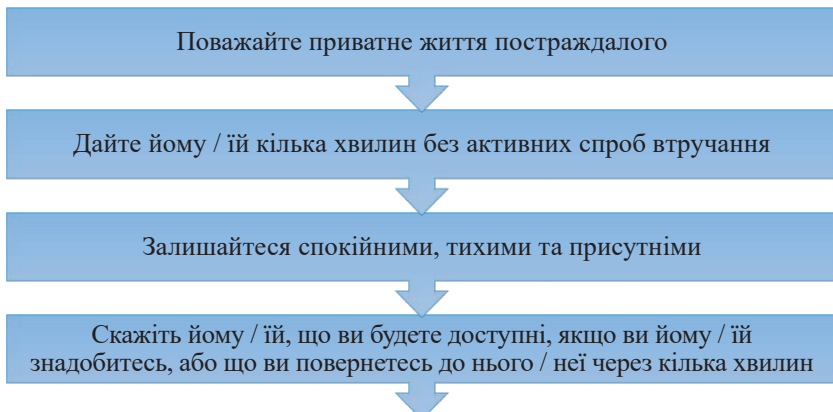 Поважайте приватне життя постраждалого
Дайте йому / їй кілька хвилин без активних спроб втручання
Залишайтеся спокійними, тихими та присутніми
Скажіть йому / їй, що ви будете доступні, якщо ви йому / їй
знадобитесь, або що ви повернетесь до нього / неї через кілька хвилин